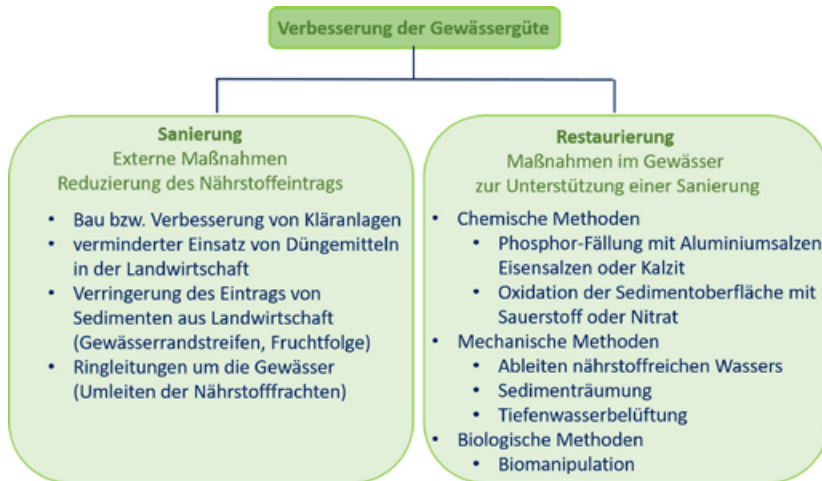 Verbesserung der Gewässergüte
Sanierung
Externe Maßnahmen
Reduzierung des Nährstoffeintrags
• Bau bzw. Verbesserung von Kläranlagen
• verminderter Einsatz von Düngemitteln
in der Landwirtschaft
• Verringerung des Eintrags von
Sedimenten aus Landwirtschaft
(Gewässerrandstreifen, Fruchtfolge)
• Ringleitungen um die Gewässer
(Umleiten der Nährstofffrachten)
Restaurierung
Maßnahmen im Gewässer
zur Unterstützung einer Sanierung
• Chemische Methoden
• Phosphor-Fällung mit Aluminiumsalzen
Eisensalzen oder Kalzit
• Oxidation der Sedimentoberfläche mit
Sauerstoff oder Nitrat
• Mechanische Methoden
• Ableiten nährstoffreichen Wassers
• Sedimenträumung
• Tiefenwasserbelüftung
• Biologische Methoden
• Biomanipulation